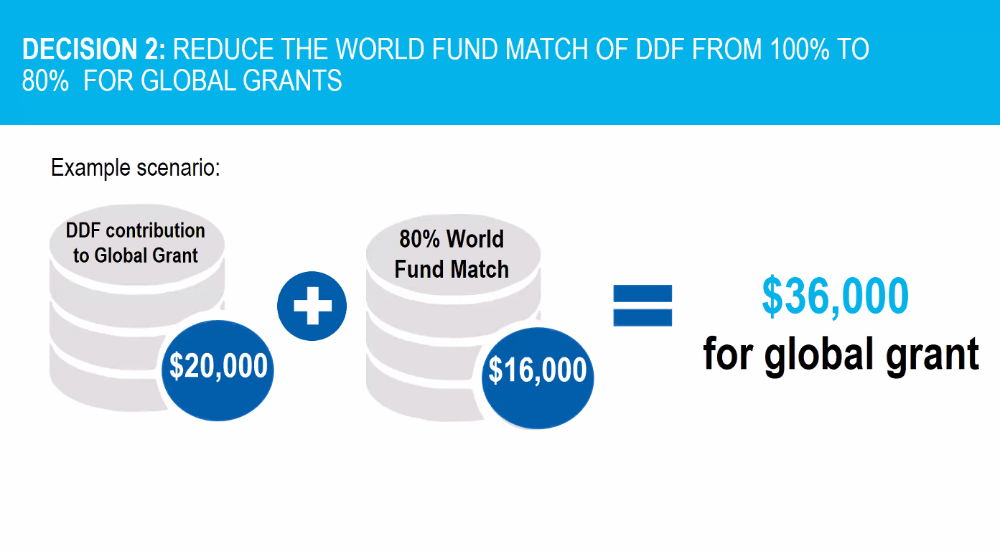 DECISION 2: REDUCE THE WORLD FUND MATCH OF DDF FROM 100% TO
80% FOR GLOBAL GRANTS
Example scenario:
DDF contribution
to Global Grant
$20,000
80% World
Fund Match
$16,000
$36,000
for global grant